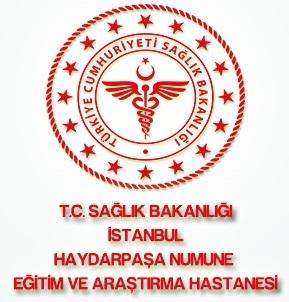 TÜRKİYE CUMHURİYETİ SAĞLIK BAKANLIĞI
T.C. SAĞLIK BAKANLIĞI
İSTANBUL
HAYDARPAŞA NUMUNE
EĞİTİM VE ARAŞTIRMA HASTANESİ